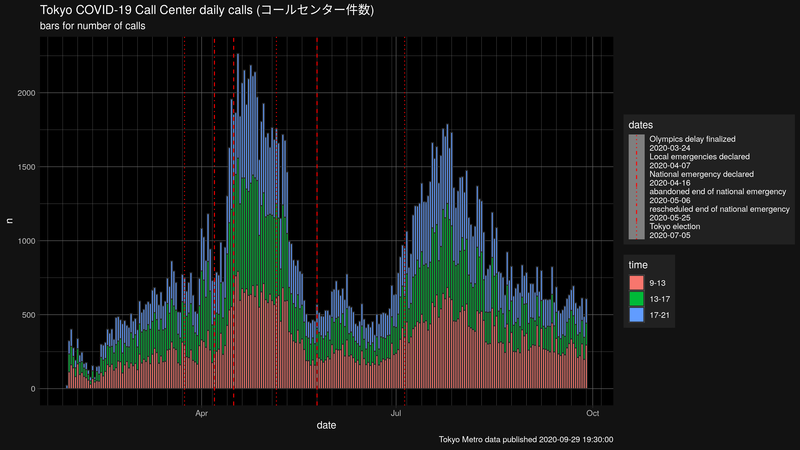 Tokyo COVID-19 Call Center daily calls (コールセンター件数)
bars for number of calls
n
2000
1500
1000
500
0
Apr
Jul
Oct
date
dates
Olympics delay finalized
2020-03-24
Local emergencies declared
2020-04-07
National emergency declared
2020-04-16
abandoned end of national emergency
2020-05-06
rescheduled end of national emergency
2020-05-25
Tokyo election
2020-07-05
time
9-13
13-17
17-21
Tokyo Metro data published 2020-09-29 19:30:00